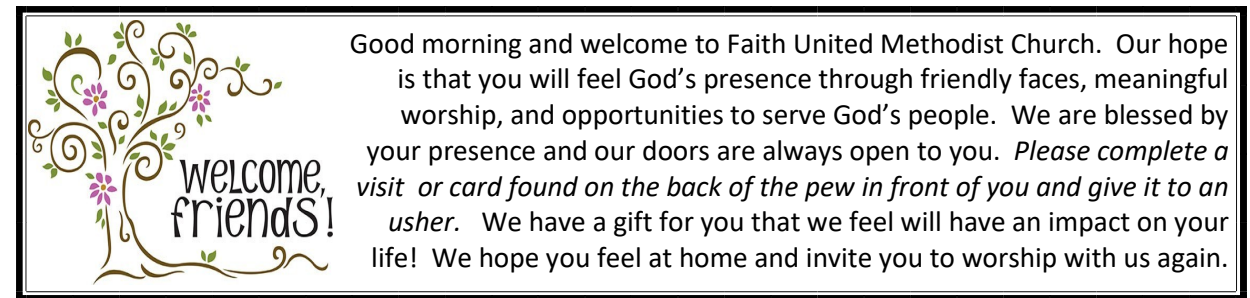 WELCOME,
friends!
Good morning and welcome to Faith United Methodist Church.  Our hope
is that you will feel God’s presence through friendly faces, meaningful
worship, and opportunities to serve God’s people.  We are blessed by
your presence and our doors are always open to you.  Please complete a
visit  or card found on the back of the pew in front of you and give it to an
usher.   We have a gift for you that we feel will have an impact on your
life!  We hope you feel at home and invite you to worship with us again.